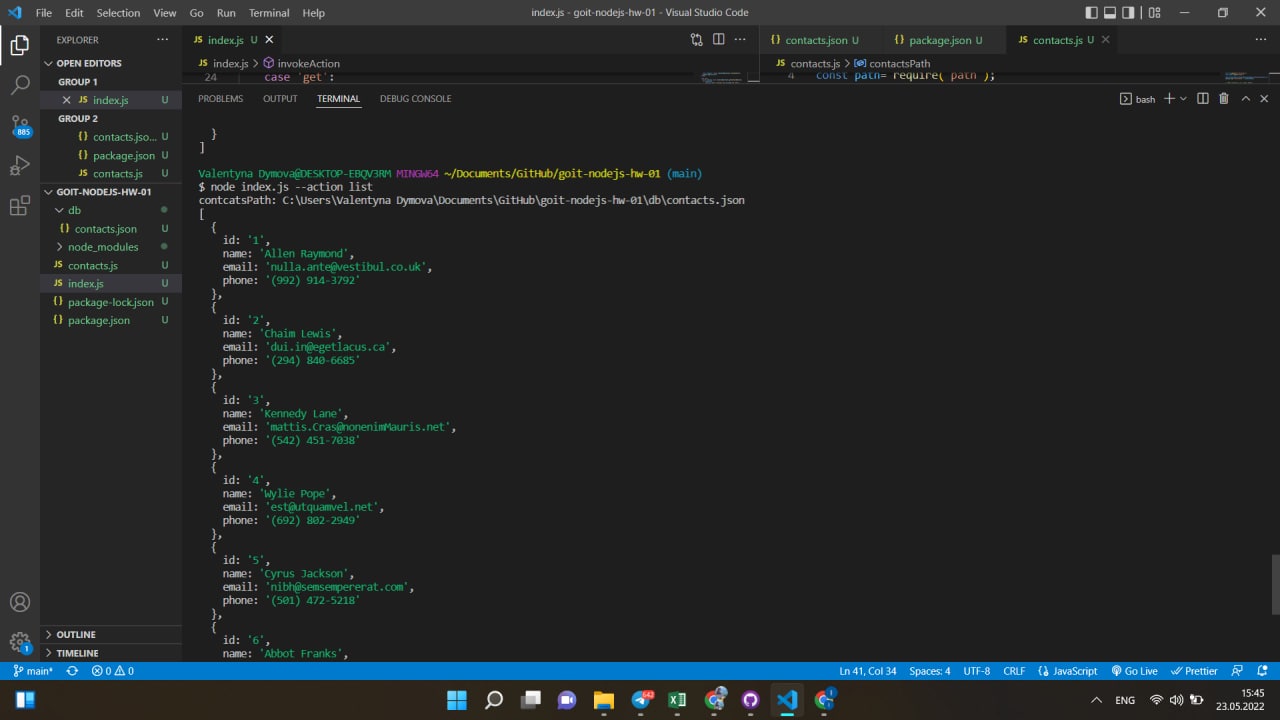 File Edit Selection View Go Run Terminal Help index.js - goit-nodejs-hw-01 - Visual Studio Code
EXPLORER
OPEN EDITORS
GROUP 1
JS index.js U
GROUP 2
{} contacts.jso... U
{} package.json U
JS contacts.js U
GOIT-NODEJS-HW-01
db
{} contacts.json U
node_modules
JS contacts.js U
JS index.js U
{} package-lock.json U
{} package.json U
OUTLINE
TIMELINE
885
1
JS index.js U
JS index.js > invokeAction
24 case 'get':
{} contacts.json U {} package.json U JS contacts.js U
JS contacts.js > contactsPath
4 const path= require( path );
PROBLEMS OUTPUT TERMINAL DEBUG CONSOLE bash
}
]
Valentyna Dymova@DESKTOP-EBQV3RM MINGW64 ~/Documents/GitHub/goit-nodejs-hw-01 (main)
$ node index.js --action list
contcatsPath: C:\Users\Valentyna Dymova\Documents\GitHub\goit-nodejs-hw-01\db\contacts.json
[
{
id: '1',
name: 'Allen Raymond',
email: 'nulla.ante@vestibul.co.uk',
phone: '(992) 914-3792'
},
{
id: '2',
name: 'Chaim Lewis',
email: 'dui.in@egetlacus.ca',
phone: '(294) 840-6685'
},
{
id: '3',
name: 'Kennedy Lane',
email: 'mattis.Cras@nonenimMauris.net',
phone: '(542) 451-7038'
},
{
id: '4',
name: 'Wylie Pope',
email: 'est@utquamvel.net',
phone: '(692) 802-2949'
},
{
id: '5',
name: 'Cyrus Jackson',
email: 'nibh@semsempererat.com',
phone: '(501) 472-5218'
},
{
id: '6',
name: 'Abbot Franks',
main* 0 0 Ln 41, Col 34 Spaces: 4 UTF-8 CRLF {} JavaScript Go Live Prettier
642
ENG 15:45
23.05.2022